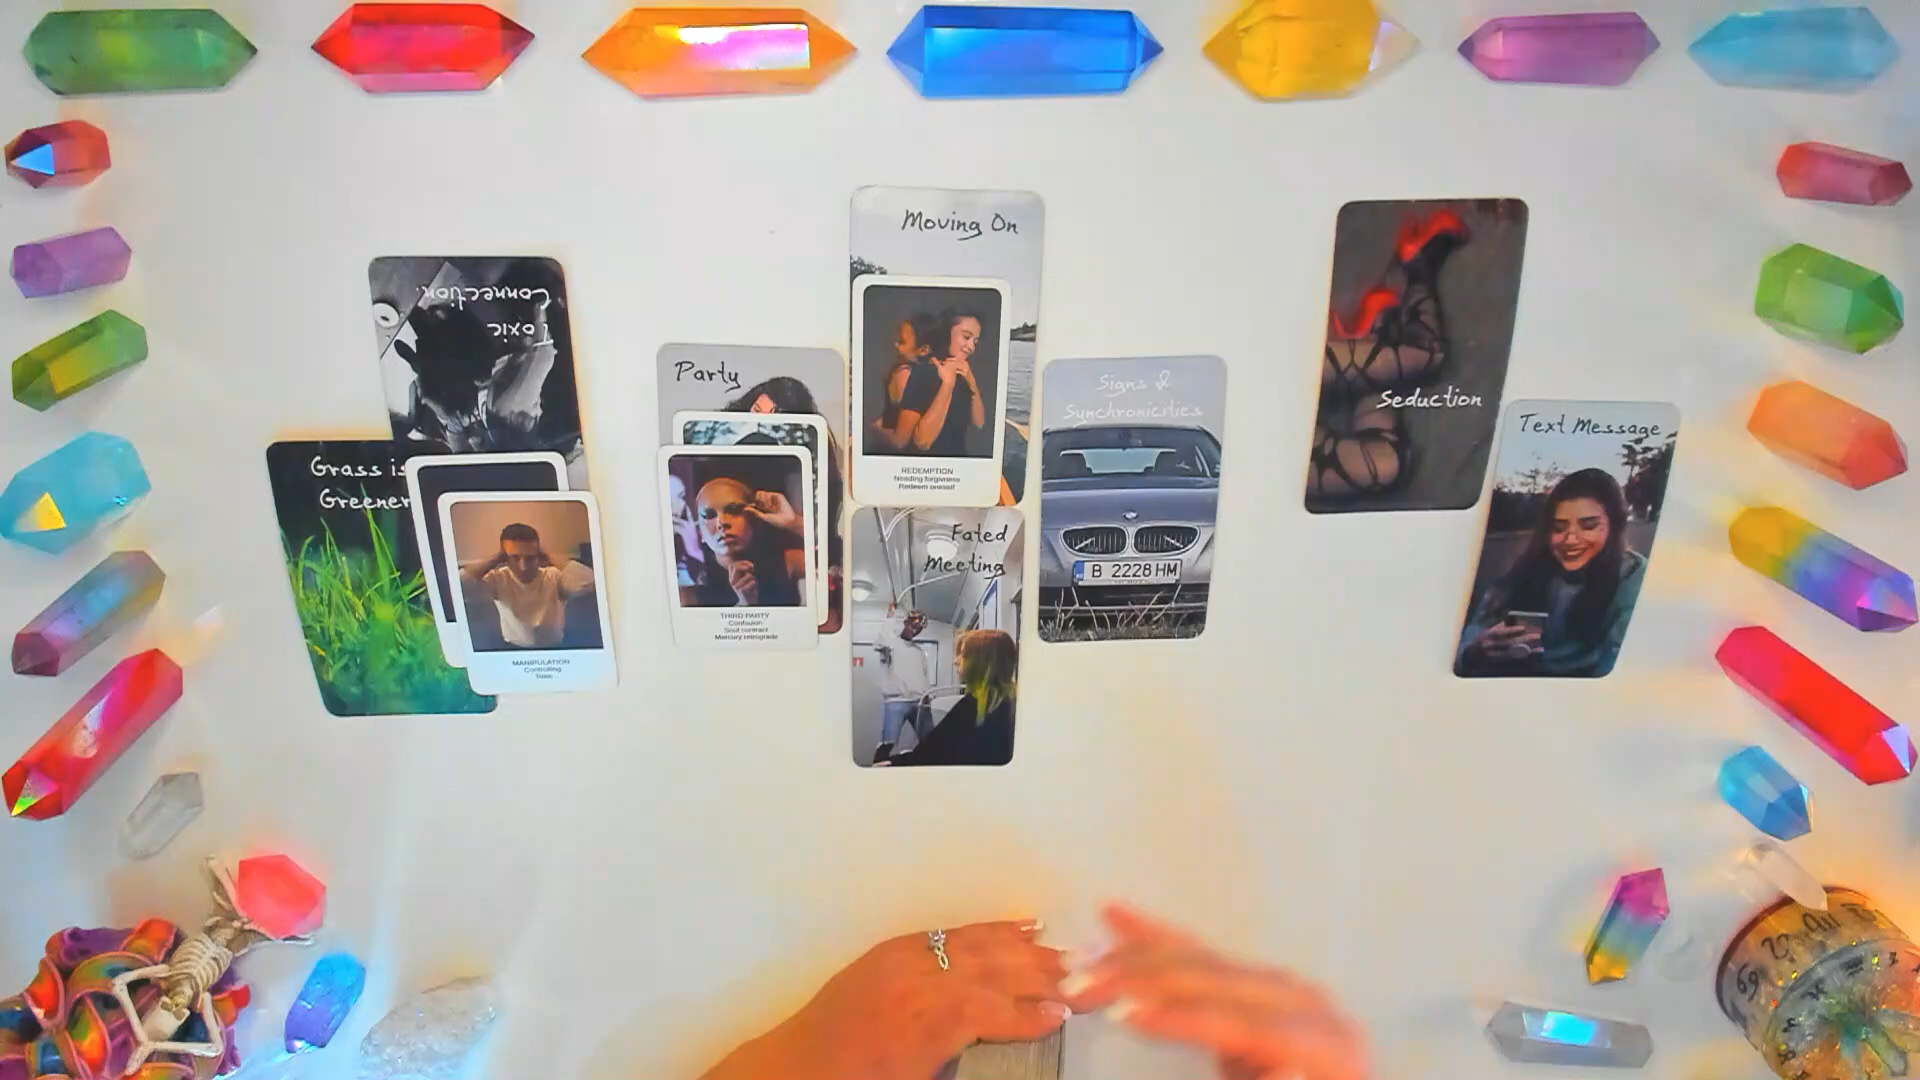 Toxic
Connection.
Grass is
Greener
MANIPULATION
Controlling
Toxic
Party
THIRD PARTY
Confusion
Soul contract
Mercury retrograde
Moving On
REDEMPTION
Needing forgivness
Redeem oneself
Fated
Meeting
Signs &
Synchronicities
B 2228 HM
Seduction
Text Message